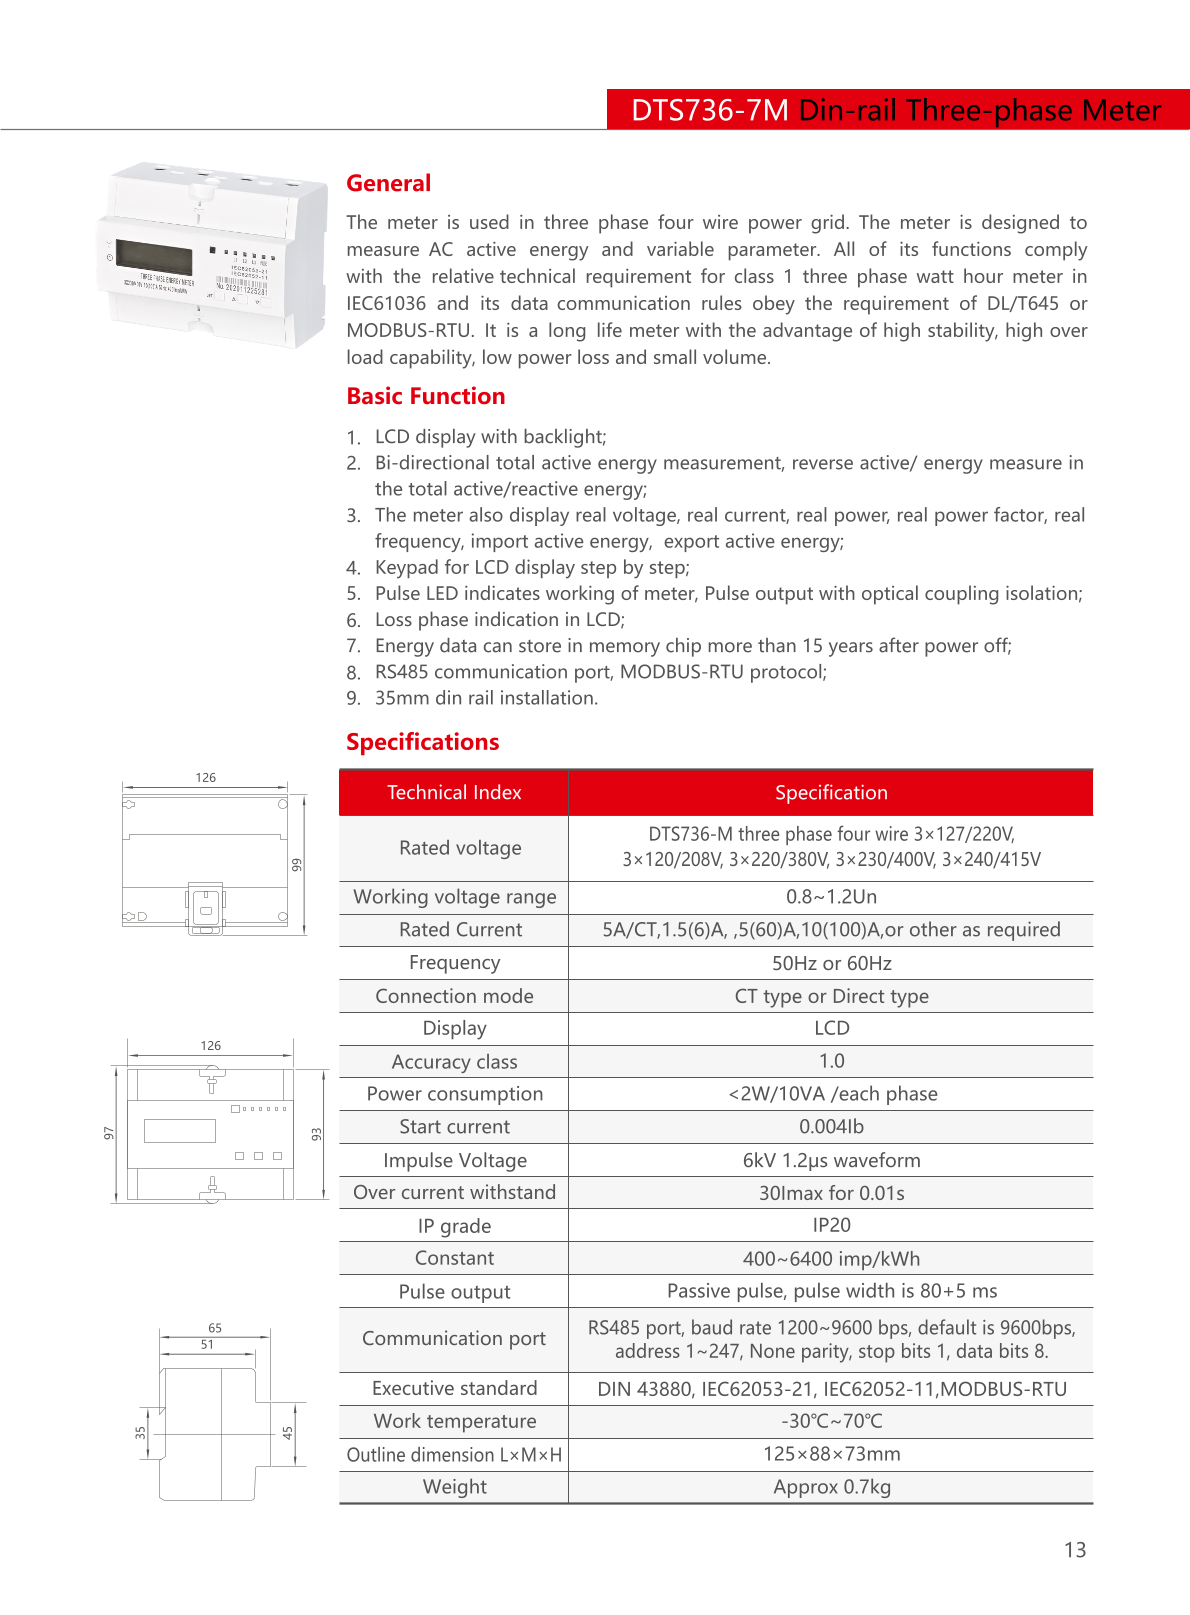 DTS736-7M Din-rail Three-phase Meter
General
The meter is used in three phase four wire power grid. The meter is designed to
measure AC active energy and variable parameter. All of its functions comply
with the relative technical requirement for class 1 three phase watt hour meter in
IEC61036 and its data communication rules obey the requirement of DL/T645 or
MODBUS-RTU. It is a long life meter with the advantage of high stability, high over
load capability, low power loss and small volume.
Basic Function
1. LCD display with backlight;
2. Bi-directional total active energy measurement, reverse active/ energy measure in
the total active/reactive energy;
3. The meter also display real voltage, real current, real power, real power factor, real
frequency, import active energy, export active energy;
4. Keypad for LCD display step by step;
5. Pulse LED indicates working of meter, Pulse output with optical coupling isolation;
6. Loss phase indication in LCD;
7. Energy data can store in memory chip more than 15 years after power off;
8. RS485 communication port, MODBUS-RTU protocol;
9. 35mm din rail installation.
Specifications
Technical Index Specification
Rated voltage DTS736-M three phase four wire 3×127/220V,
3×120/208V, 3×220/380V, 3×230/400V, 3×240/415V
Working voltage range 0.8~1.2Un
Rated Current 5A/CT,1.5(6)A, ,5(60)A,10(100)A,or other as required
Frequency 50Hz or 60Hz
Connection mode CT type or Direct type
Display LCD
Accuracy class 1.0
Power consumption <2W/10VA /each phase
Start current 0.004Ib
Impulse Voltage 6kV 1.2μs waveform
Over current withstand 30Imax for 0.01s
IP grade IP20
Constant 400~6400 imp/kWh
Pulse output Passive pulse, pulse width is 80+5 ms
Communication port RS485 port, baud rate 1200~9600 bps, default is 9600bps,
address 1~247, None parity, stop bits 1, data bits 8.
Executive standard DIN 43880, IEC62053-21, IEC62052-11,MODBUS-RTU
Work temperature -30℃~70℃
Outline dimension L×M×H 125×88×73mm
Weight Approx 0.7kg
126
99
126
97
93
65
51
35
45
THREE PHASE ENERGY METER
IEC62053-21
IEC62052-11
No. 202011225281
13